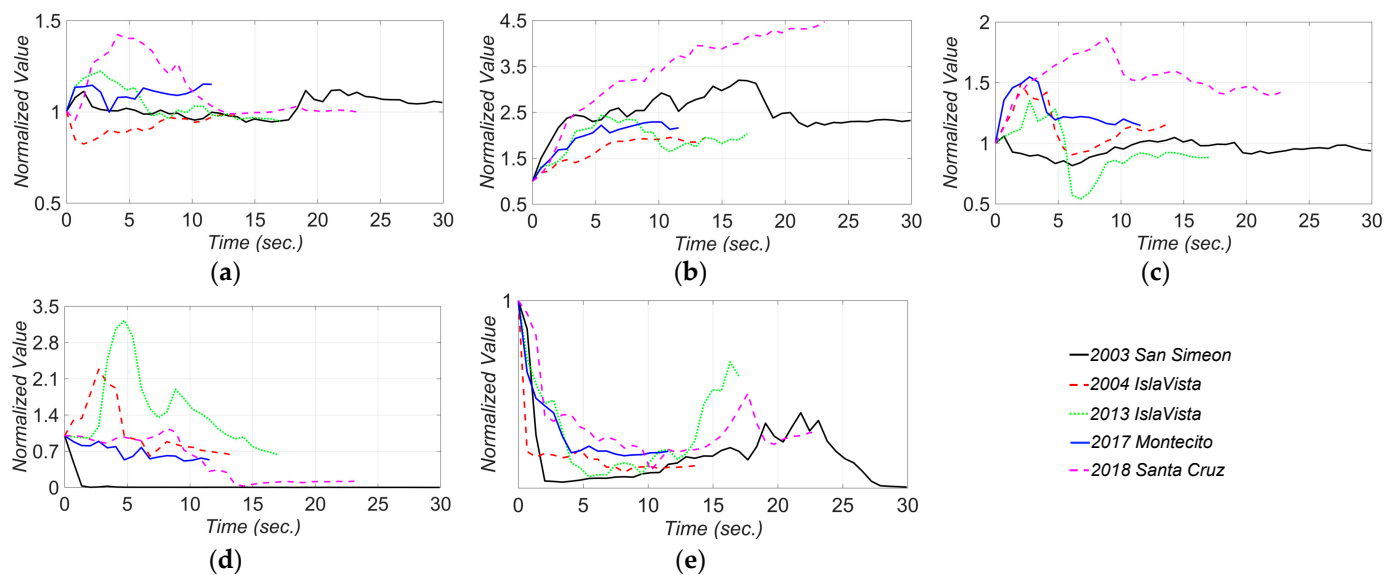 1.5
1
0.5
Normalized Value
0 5 10 15 20 25 30
Time (sec.)
(a)
4.5
3.5
2.5
1.5
0.5
Normalized Value
0 5 10 15 20 25 30
Time (sec.)
(b)
2
1.5
1
0.5
Normalized Value
0 5 10 15 20 25 30
Time (sec.)
(c)
3.5
2.8
2.1
1.4
0.7
0
Normalized Value
0 5 10 15 20 25 30
Time (sec.)
(d)
1
Normalized Value
0 5 10 15 20 25 30
Time (sec.)
(e)
2003 San Simeon
2004 IslaVista
2013 IslaVista
2017 Montecito
2018 Santa Cruz